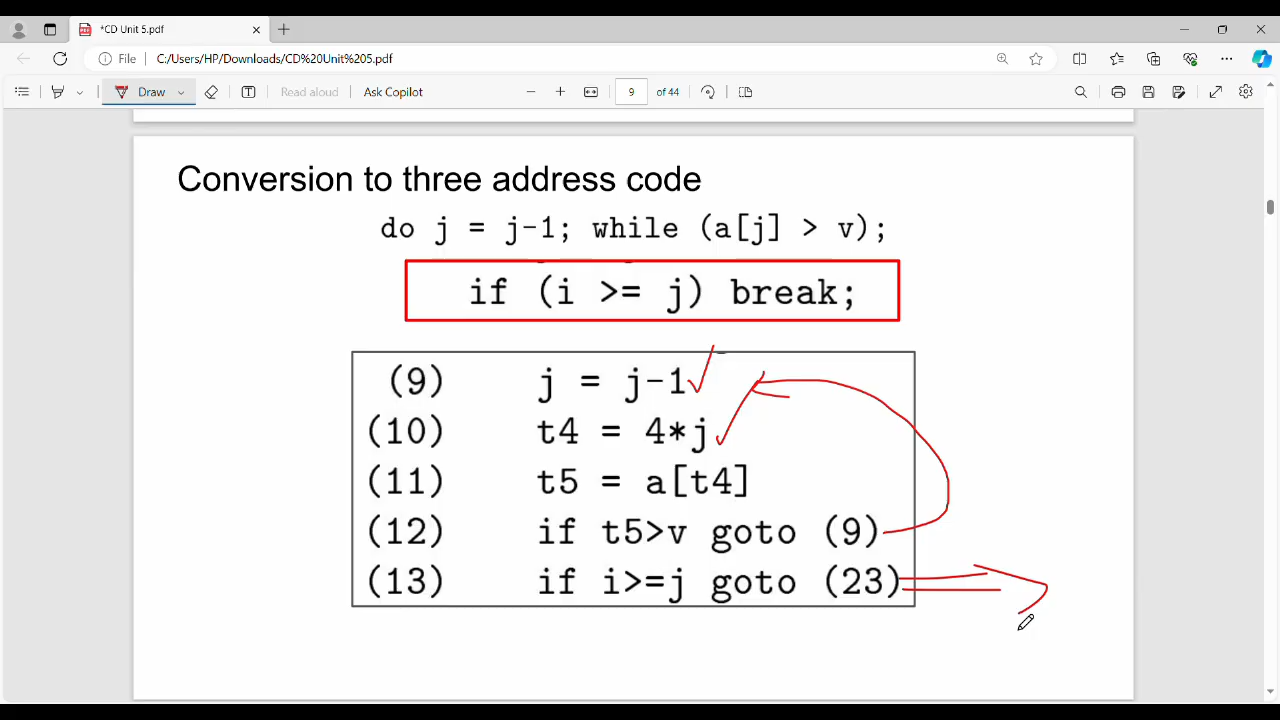 *CD Unit 5.pdf
File C:/Users/HP/Downloads/CD%20Unit%205.pdf
Draw Read aloud Ask Copilot 9 of 44
Conversion to three address code
do j = j-1; while (a[j] > v);
if (i >= j) break;
(9) j = j-1
(10) t4 = 4*j
(11) t5 = a[t4]
(12) if t5>v goto (9)
(13) if i>=j goto (23)